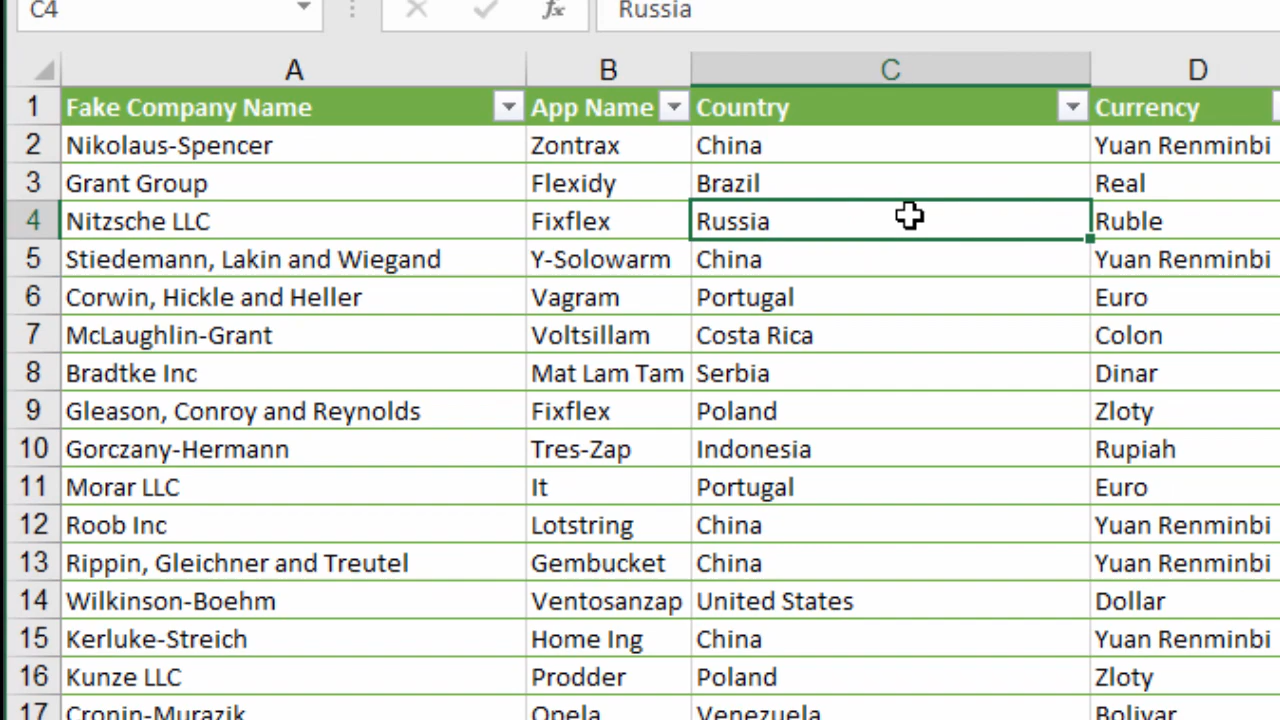 C4 fx Russia
A B C D
1 Fake Company Name App Name Country Currency
2 Nikolaus-Spencer Zontrax China Yuan Renminbi
3 Grant Group Flexidy Brazil Real
4 Nitzsche LLC Fixflex Russia Ruble
5 Stiedemann, Lakin and Wiegand Y-Solowarm China Yuan Renminbi
6 Corwin, Hickle and Heller Vagram Portugal Euro
7 McLaughlin-Grant Voltsillam Costa Rica Colon
8 Bradtke Inc Mat Lam Tam Serbia Dinar
9 Gleason, Conroy and Reynolds Fixflex Poland Zloty
10 Gorczany-Hermann Tres-Zap Indonesia Rupiah
11 Morar LLC It Portugal Euro
12 Roob Inc Lotstring China Yuan Renminbi
13 Rippin, Gleichner and Treutel Gembucket China Yuan Renminbi
14 Wilkinson-Boehm Ventosanzap United States Dollar
15 Kerluke-Streich Home Ing China Yuan Renminbi
16 Kunze LLC Prodder Poland Zloty
17 Cronin-Murazik Opela Venezuela Bolivar